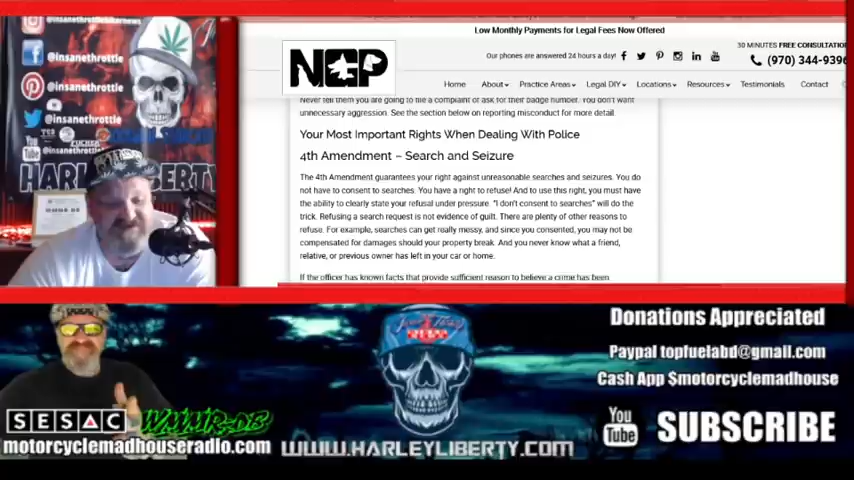 @insanethrottlebikernews
@insanethrottle
@insanethrottle
@insanethrottle
You
Tube
@insanethro
HARL
LIBERTY
Low Monthly Payments for Legal Fees Now Offered
NGP
Our phones are answered 24 hours a day!
30 MINUTES FREE CONSULTATIO
(970) 344-9396
Home
About
Practice Areas
Legal DIY
Locations
Resources
Testimonials
Contact
Never tell them you are going to file a complaint or ask for their badge number. You don't want
unnecessary aggression. See the section below on reporting misconduct for more detail.
Your Most Important Rights When Dealing With Police
4th Amendment – Search and Seizure
The 4th Amendment guarantees your right against unreasonable searches and seizures. You do
not have to consent to searches. You have a right to refuse! And to use this right, you must have
the ability to clearly state your refusal under pressure. "I don't consent to searches" will do the
trick. Refusing a search request is not evidence of guilt. There are plenty of other reasons to
refuse. For example, searches can get really messy, and since you consented, you may not be
compensated for damages should your property break. And you never know what a friend,
relative, or previous owner has left in your car or home.
If the officer has known facts that provide sufficient reason to believe a crime has been
SESAC
WMMR-DB
motorcyclemadhouseradio.com
WWW.HARLEYLIBERTY.COM
Donations Appreciated
Paypal topfuelabd@gmail.com
Cash App $motorcyclemadhouse
You
Tube
SUBSCRIBE